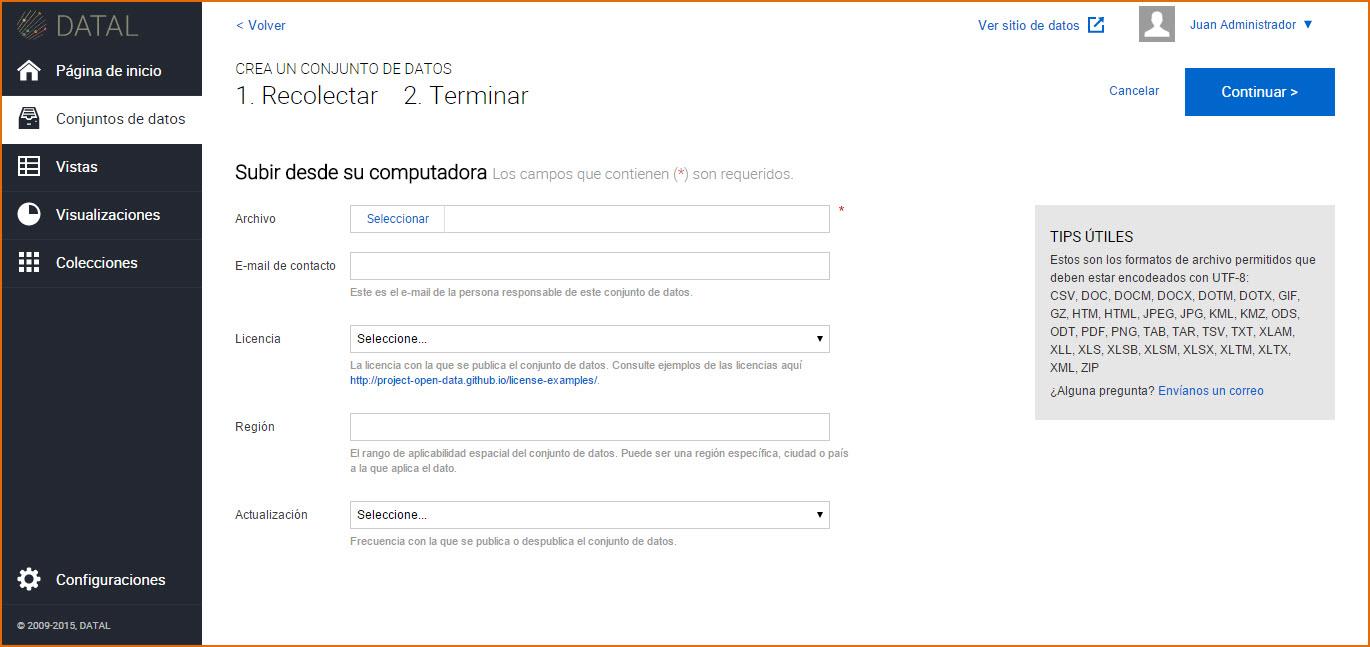 DATAL
Página de inicio
Conjuntos de datos
Vistas
Visualizaciones
Colecciones
Configuraciones
© 2009-2015, DATAL
< Volver
Ver sitio de datos
Juan Administrador ▼
CREA UN CONJUNTO DE DATOS
1. Recolectar 2. Terminar
Cancelar
Continuar >
Subir desde su computadora Los campos que contienen (*) son requeridos.
Archivo Seleccionar *
E-mail de contacto
Este es el e-mail de la persona responsable de este conjunto de datos.
Licencia Seleccione...
La licencia con la que se publica el conjunto de datos. Consulte ejemplos de las licencias aquí
http://project-open-data.github.io/license-examples/.
Región
El rango de aplicabilidad espacial del conjunto de datos. Puede ser una región específica, ciudad o país
a la que aplica el dato.
Actualización Seleccione...
Frecuencia con la que se publica o despublica el conjunto de datos.
TIPS ÚTILES
Estos son los formatos de archivo permitidos que
deben estar encodeados con UTF-8:
CSV, DOC, DOCM, DOCX, DOTM, DOTX, GIF,
GZ, HTM, HTML, JPEG, JPG, KML, KMZ, ODS,
ODT, PDF, PNG, TAB, TAR, TSV, TXT, XLAM,
XLL, XLS, XLSB, XLSM, XLSX, XLTM, XLTX,
XML, ZIP
¿Alguna pregunta? Envíanos un correo